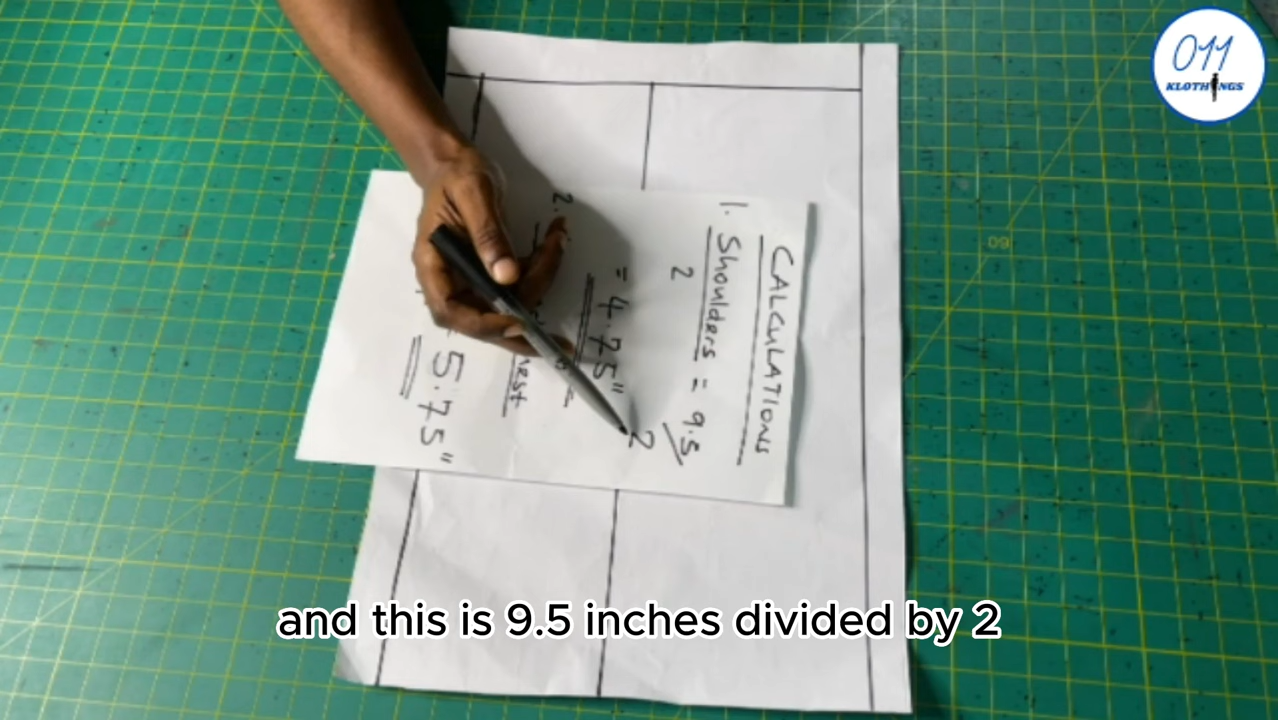 011
KLOTHINGS
CALCULATIONS
1. Shoulders = 9.5
2 2
= 4.75"
2.
5.75"
60
and this is 9.5 inches divided by 2